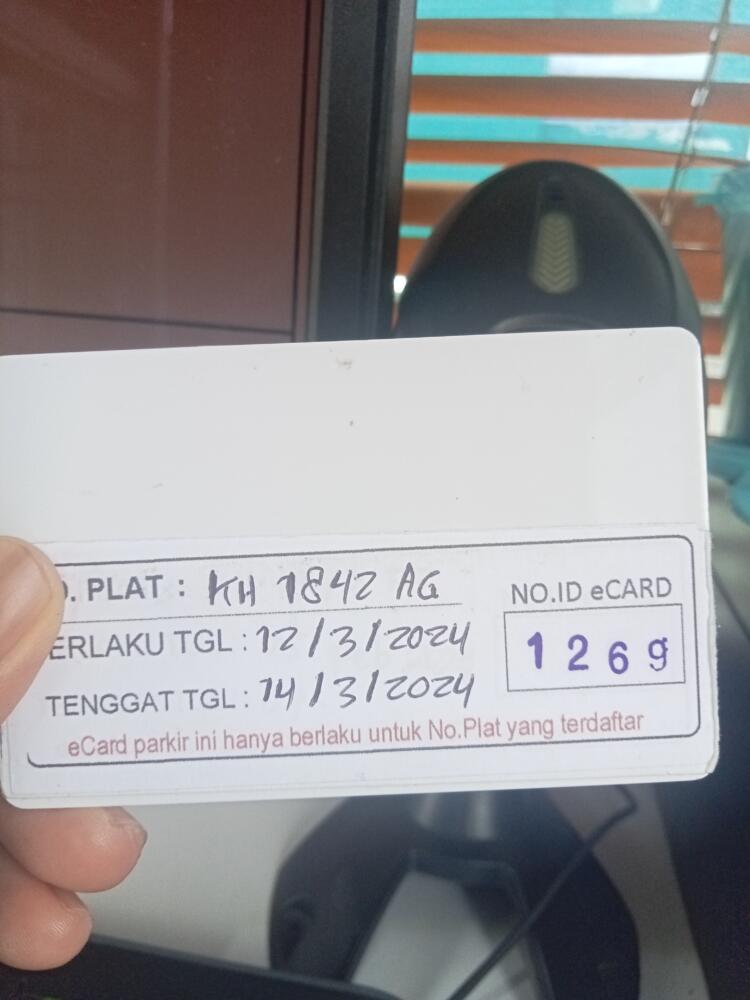 . PLAT : KH 1842 AG
NO.ID eCARD
ERLAKU TGL : 12/3/2024
1269
TENGGAT TGL : 14/3/2024
eCard parkir ini hanya berlaku untuk No.Plat yang terdaftar